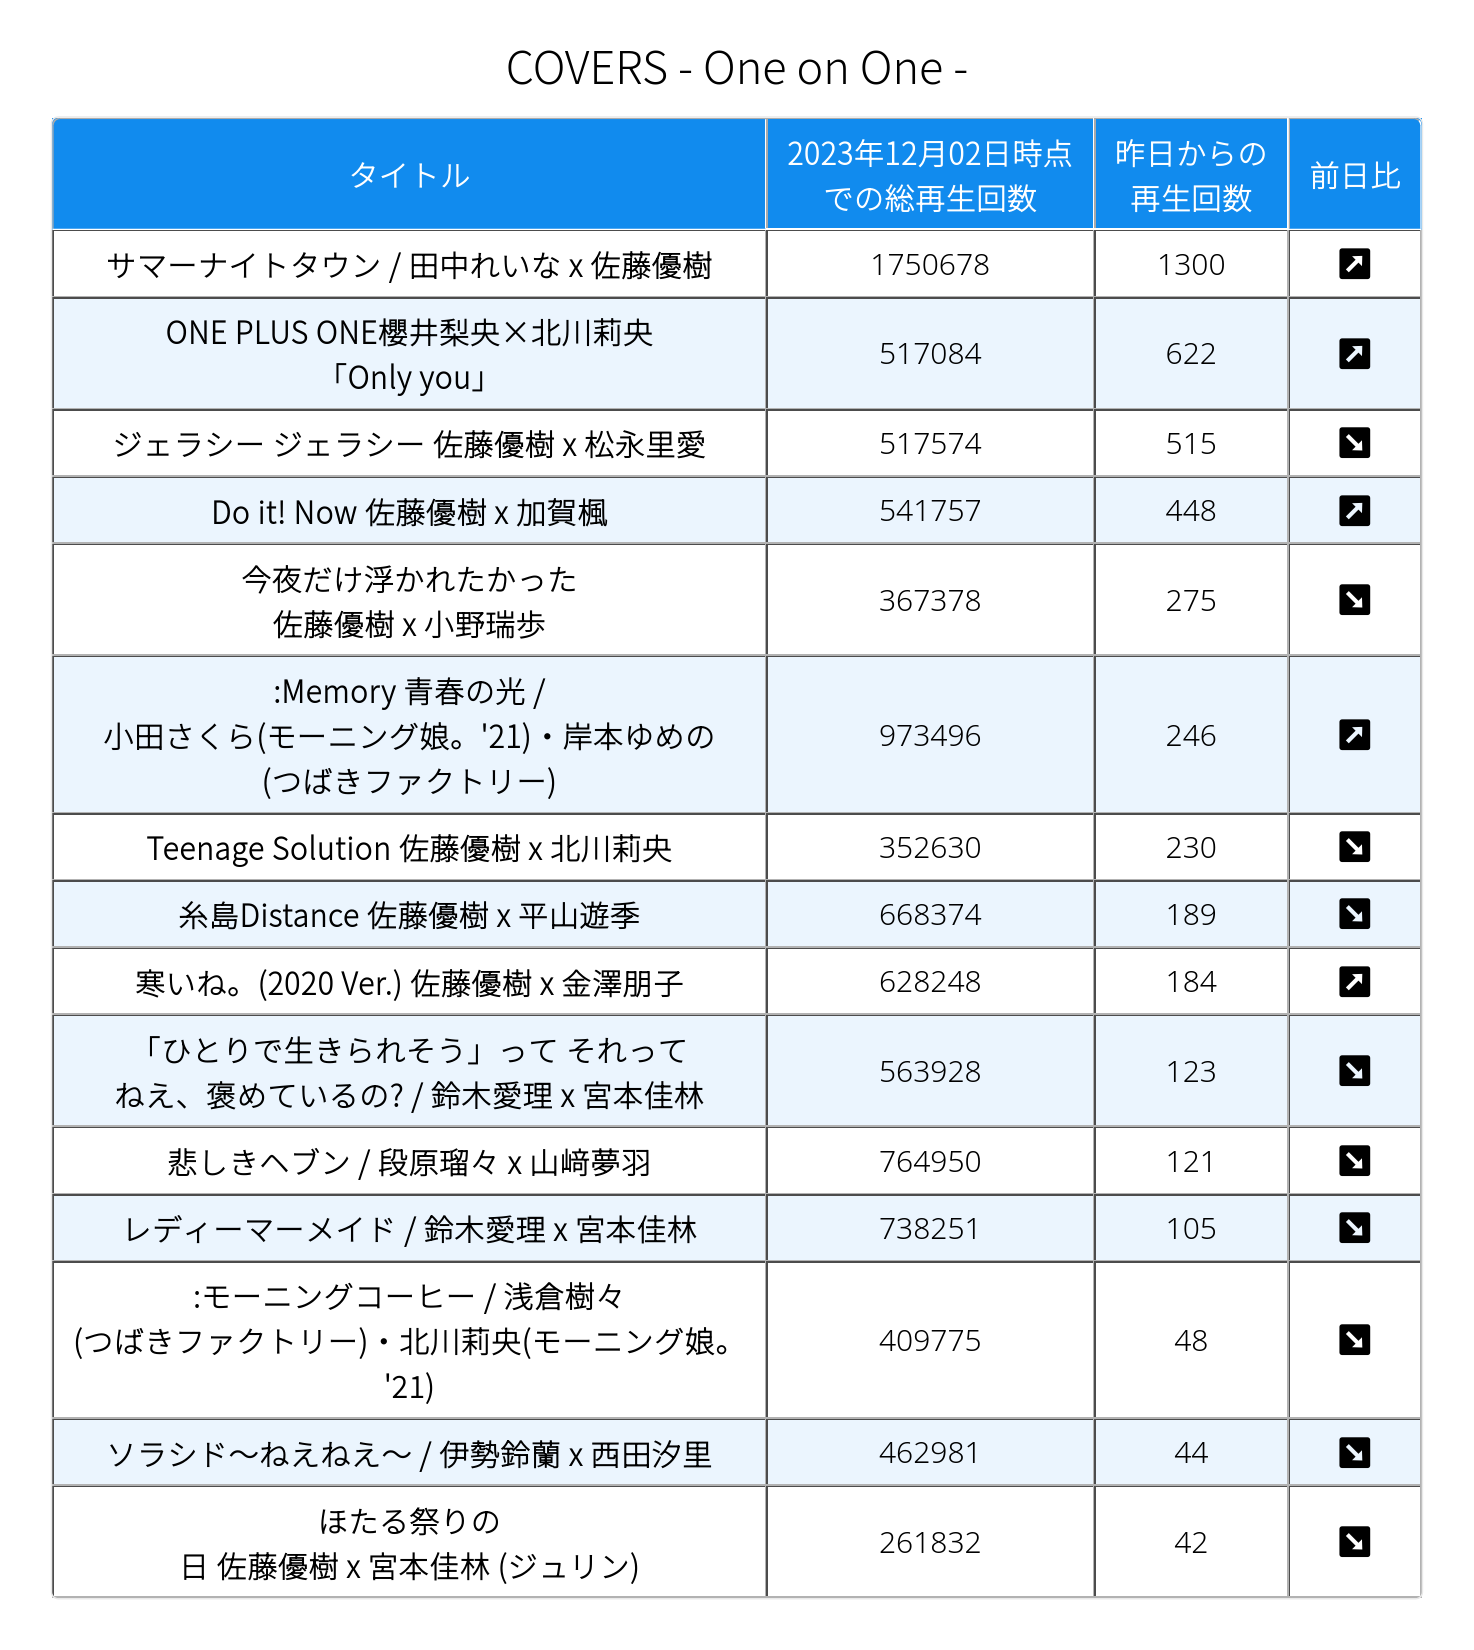 COVERS - One on One -
タイトル
2023年12月02日時点
での総再生回数
昨日からの
再生回数
前日比
サマーナイトタウン / 田中れいな x 佐藤優樹
1750678
1300
ONE PLUS ONE櫻井梨央×北川莉央
「Only you」
517084
622
ジェラシー ジェラシー 佐藤優樹 x 松永里愛
517574
515
Do it! Now 佐藤優樹 x 加賀楓
541757
448
今夜だけ浮かれたかった
佐藤優樹 x 小野瑞歩
367378
275
:Memory 青春の光 /
小田さくら(モーニング娘。'21)・岸本ゆめの
(つばきファクトリー)
973496
246
Teenage Solution 佐藤優樹 x 北川莉央
352630
230
糸島Distance 佐藤優樹 x 平山遊季
668374
189
寒いね。(2020 Ver.) 佐藤優樹 x 金澤朋子
628248
184
「ひとりで生きられそう」って それって
ねえ、褒めているの? / 鈴木愛理 x 宮本佳林
563928
123
悲しきヘブン / 段原瑠々 x 山﨑夢羽
764950
121
レディーマーメイド / 鈴木愛理 x 宮本佳林
738251
105
:モーニングコーヒー / 浅倉樹々
(つばきファクトリー)・北川莉央(モーニング娘。
'21)
409775
48
ソラシド〜ねえねえ〜 / 伊勢鈴蘭 x 西田汐里
462981
44
ほたる祭りの
日 佐藤優樹 x 宮本佳林 (ジュリン)
261832
42